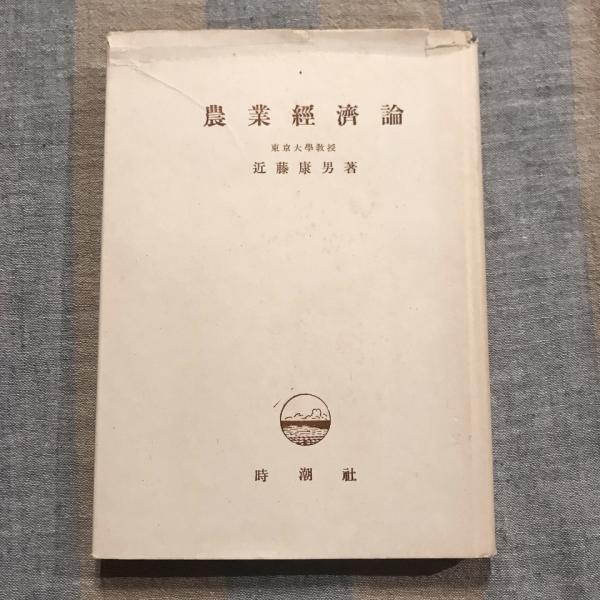 農業經濟論
東京大學教授
近藤康男著
時潮社